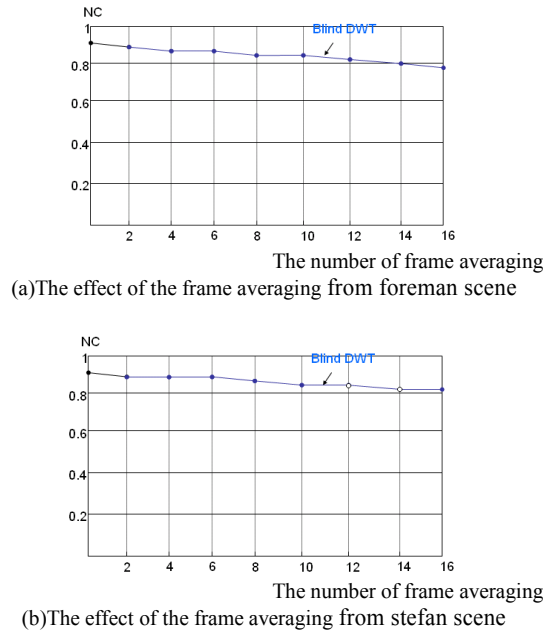 NC
Blind DWT
1
0.8
0.6
0.4
0.2
2 4 6 8 10 12 14 16
The number of frame averaging
(a)The effect of the frame averaging from foreman scene
NC
Blind DWT
1
0.8
0.6
0.4
0.2
2 4 6 8 10 12 14 16
The number of frame averaging
(b)The effect of the frame averaging from stefan scene